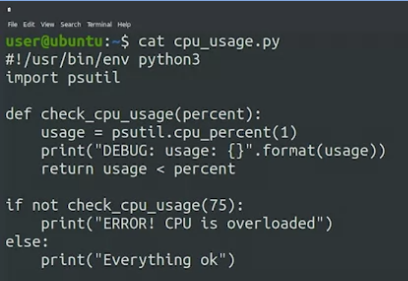 File Edit View Search Terminal Help
user@ubuntu:~$ cat cpu_usage.py
#!/usr/bin/env python3
import psutil

def check_cpu_usage(percent):
    usage = psutil.cpu_percent(1)
    print("DEBUG: usage: {}".format(usage))
    return usage < percent

if not check_cpu_usage(75):
    print("ERROR! CPU is overloaded")
else:
    print("Everything ok")